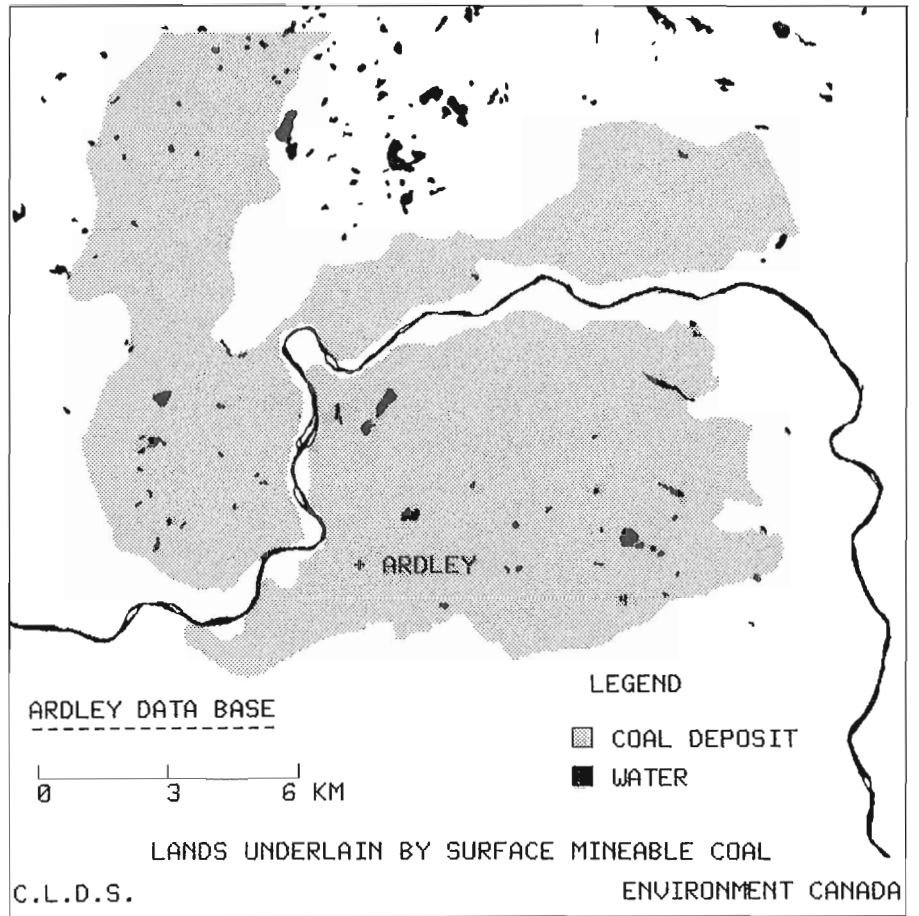 + ARDLEY
LEGEND
ARDLEY DATA BASE
COAL DEPOSIT
WATER
0 3 6 KM
LANDS UNDERLAIN BY SURFACE MINEABLE COAL
C.L.D.S. ENVIRONMENT CANADA